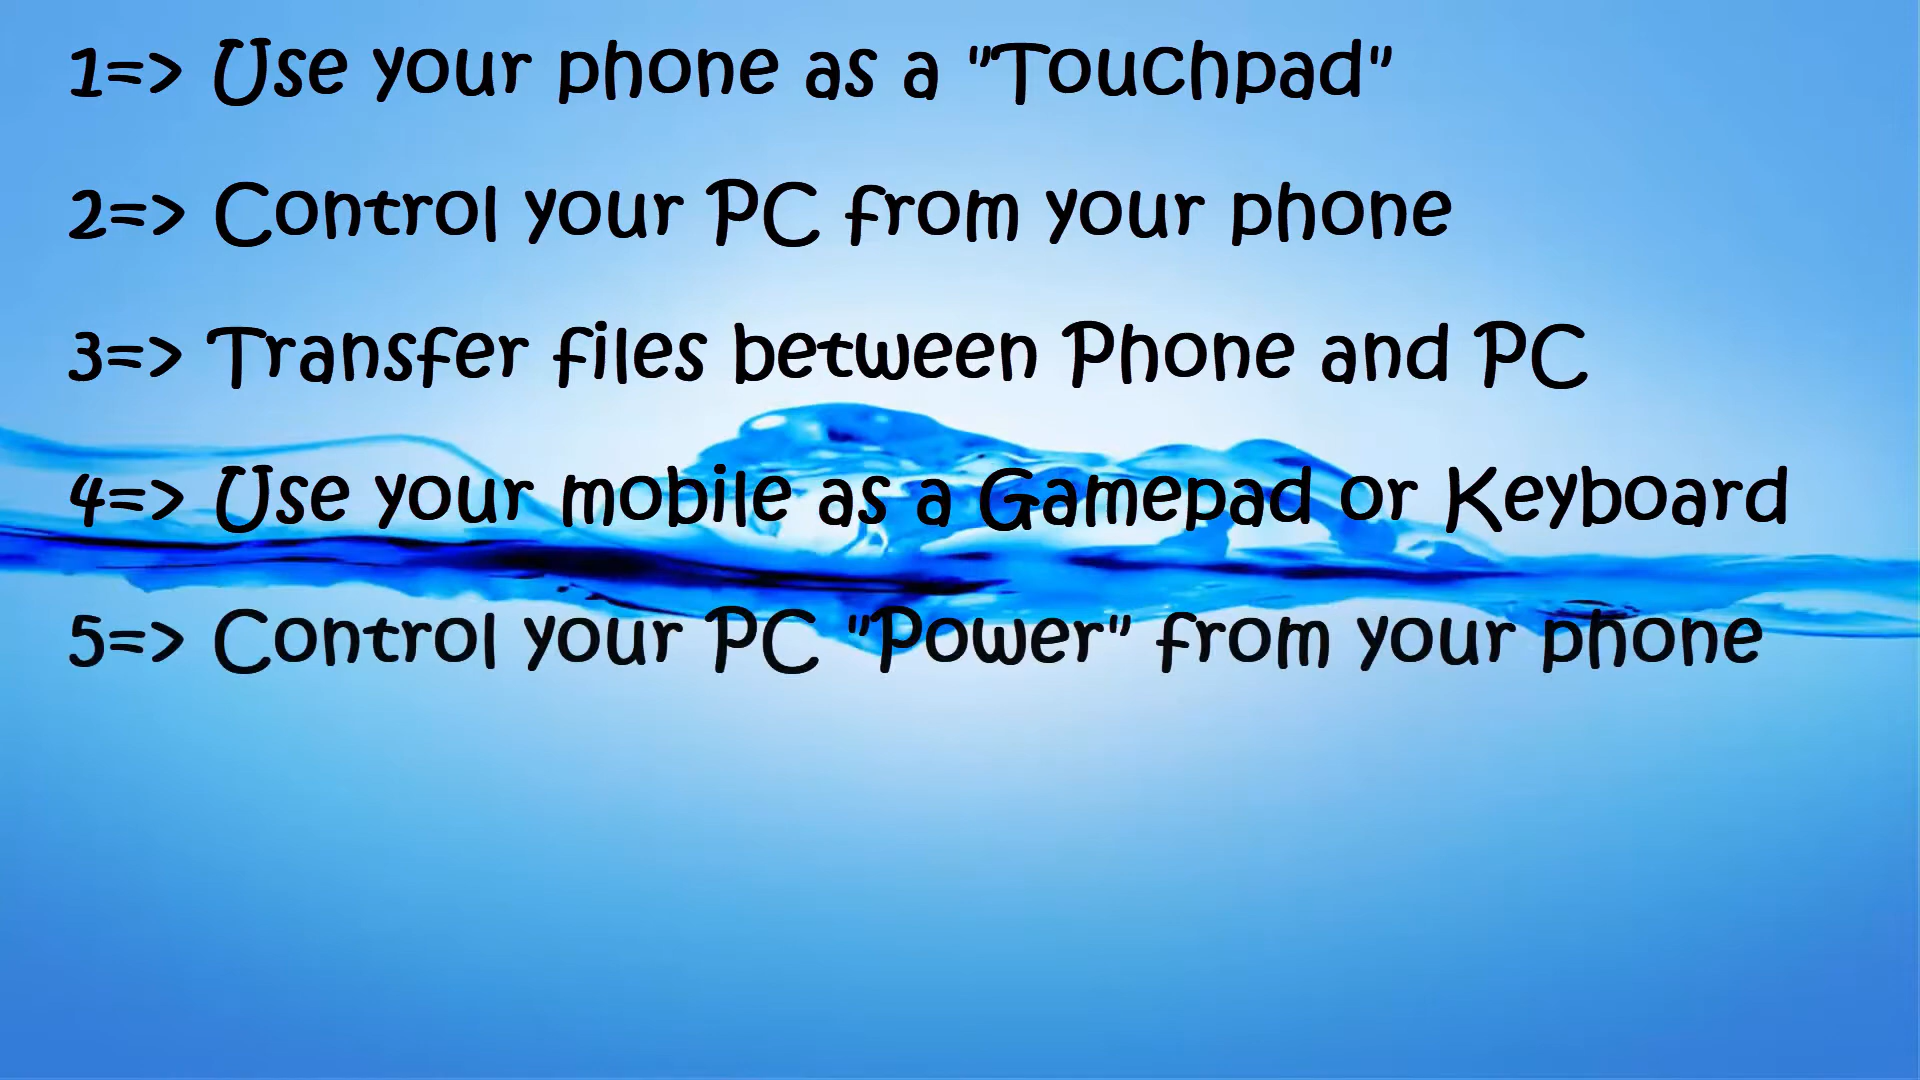 1=> Use your phone as a "Touchpad"
2=> Control your PC from your phone
3=> Transfer files between Phone and PC
4=> Use your mobile as a Gamepad or Keyboard
5=> Control your PC "Power" from your phone